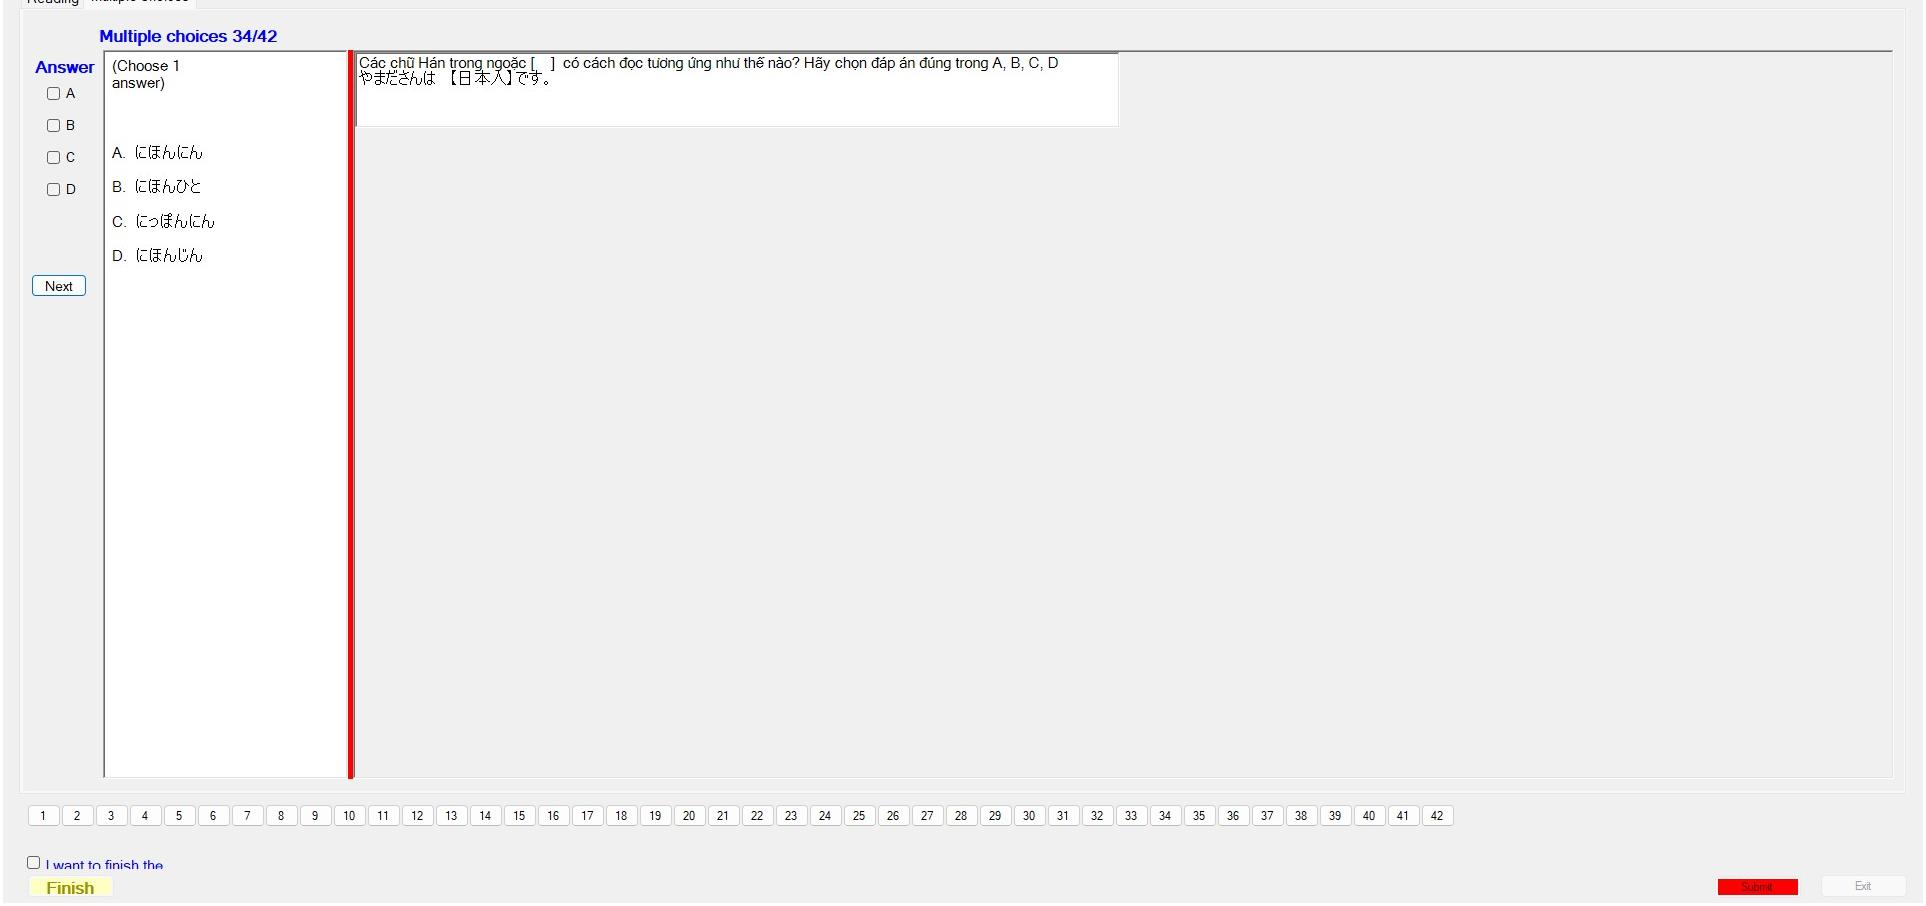 Multiple choices 34/42
Answer
A
B
C
D
Next
(Choose 1
answer)
A. にほんにん
B. にほんひと
C. にっぽんにん
D. にほんじん
Các chữ Hán trong ngoặc [ ] có cách đọc tương ứng như thế nào? Hãy chọn đáp án đúng trong A, B, C, D
やまださんは 【日本人】です。
1 2 3 4 5 6 7 8 9 10 11 12 13 14 15 16 17 18 19 20 21 22 23 24 25 26 27 28 29 30 31 32 33 34 35 36 37 38 39 40 41 42
I want to finish the
Finish
Submit
Exit